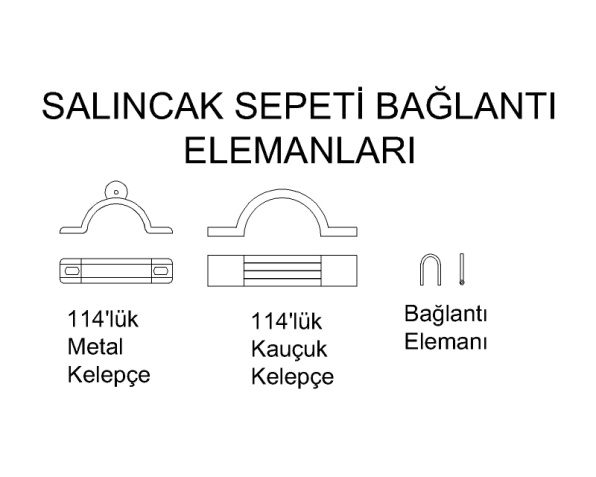 SALINCAK SEPETİ BAĞLANTI
ELEMANLARI
114'lük
Metal
Kelepçe
114'lük
Kauçuk
Kelepçe
Bağlantı
Elemanı